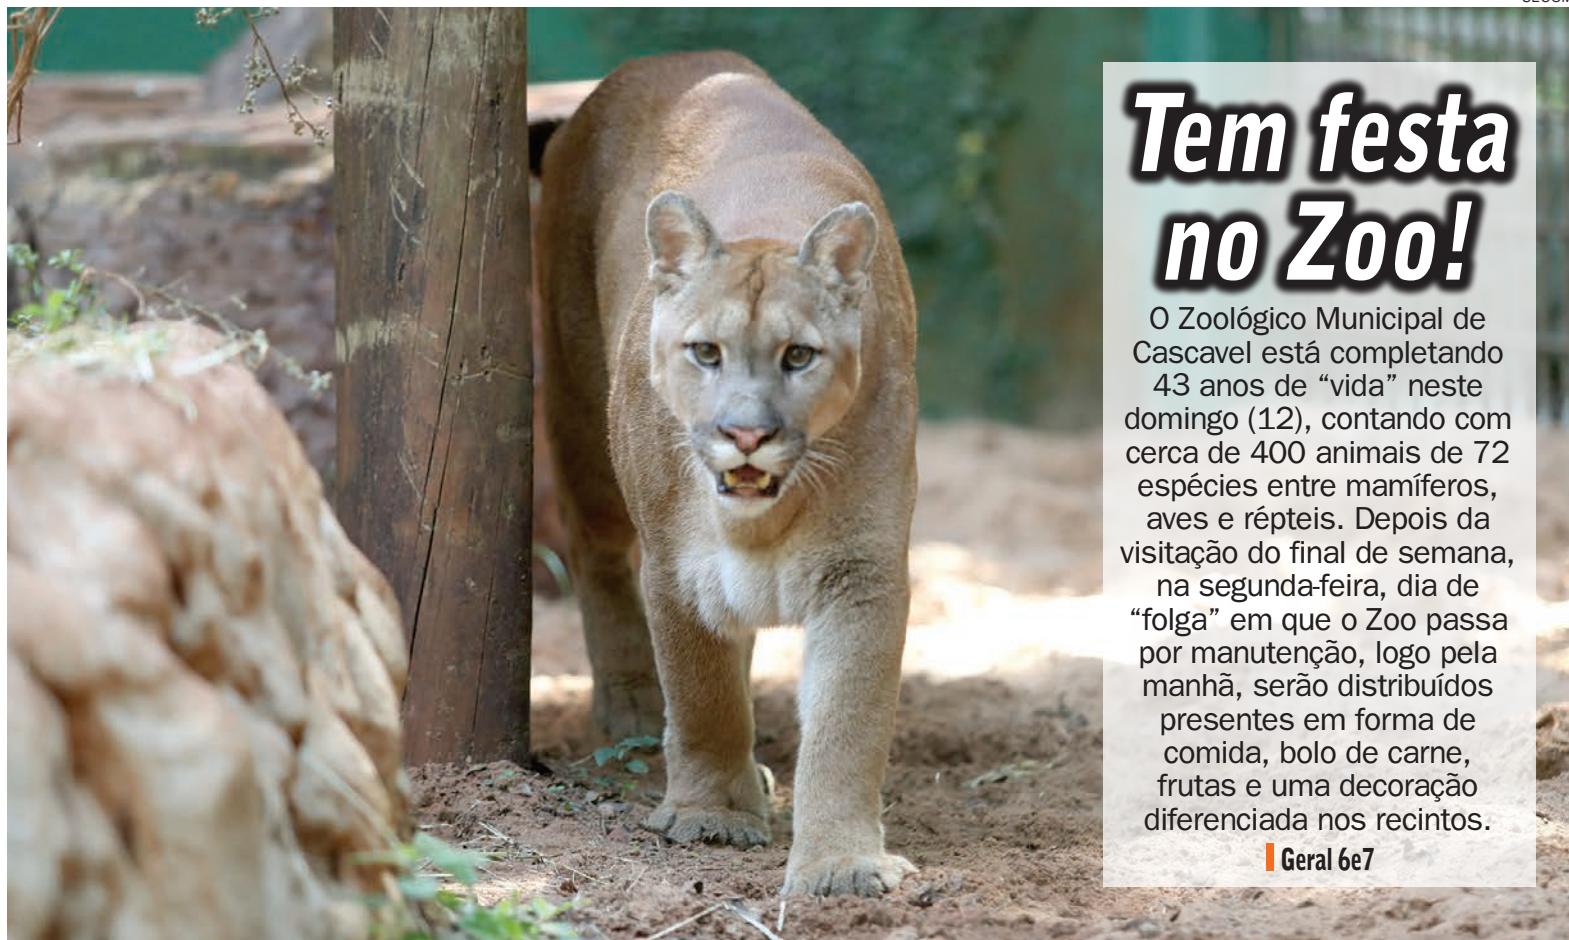 Tem festa
no Zoo!
O Zoológico Municipal de
Cascavel está completando
43 anos de “vida” neste
domingo (12), contando com
cerca de 400 animais de 72
espécies entre mamíferos,
aves e répteis. Depois da
visitação do final de semana,
na segunda-feira, dia de
“folga” em que o Zoo passa
por manutenção, logo pela
manhã, serão distribuídos
presentes em forma de
comida, bolo de carne,
frutas e uma decoração
diferenciada nos recintos.
Geral 6e7